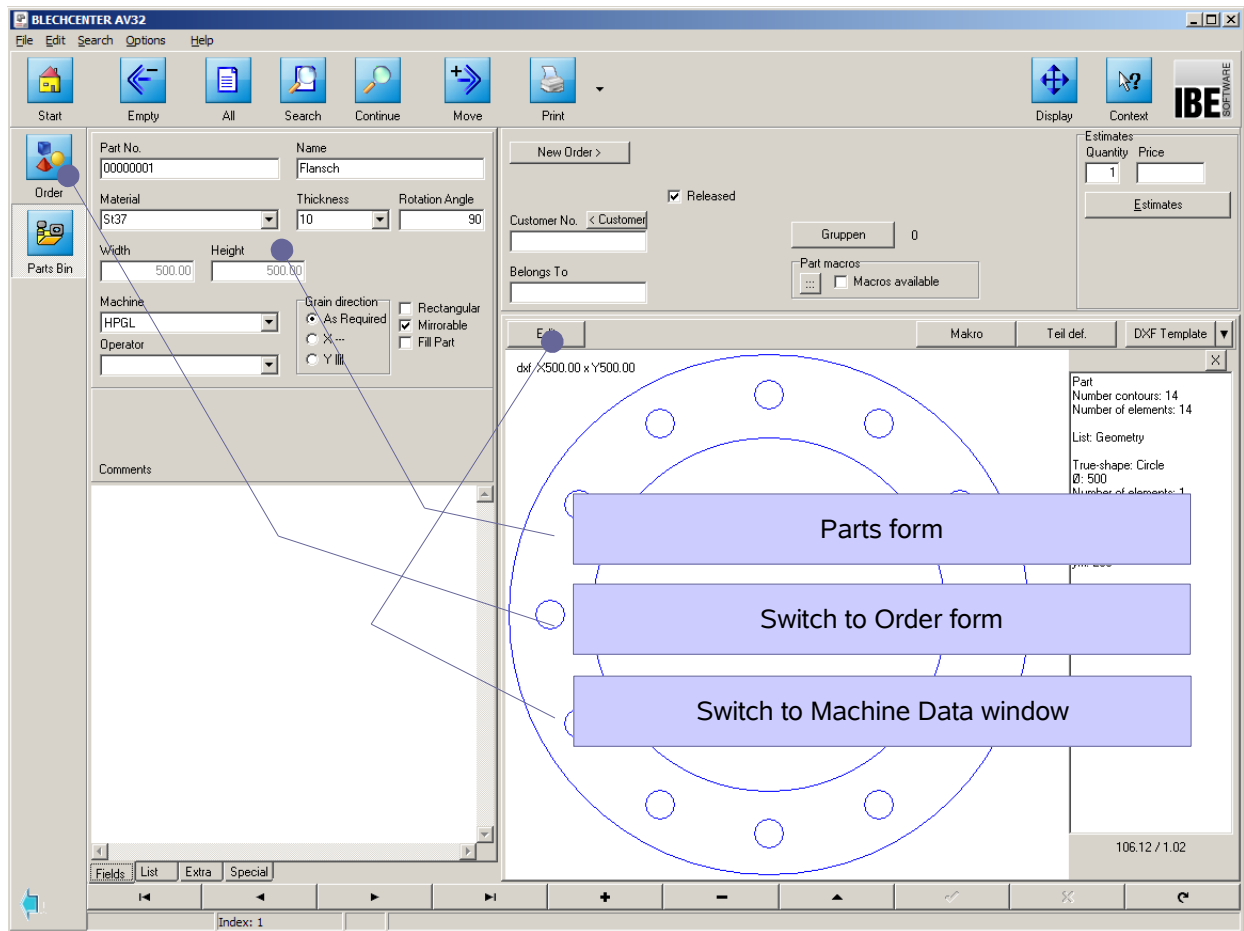 BLECHCENTER AV32
File Edit Search Options Help
Start Empty All Search Continue Move Print Display Context IBE SOFTWARE
Order
Parts Bin
Part No. Name
00000001 Flansch
Material Thickness Rotation Angle
St37 10 90
Width Height
500.00 500.00
Machine
HPGL
Operator
Grain direction
As Required
X ---
Y
Rectangular
Mirrorable
Fill Part
Comments
New Order >
Released
Customer No. < Customer
Belongs To
Gruppen 0
Part macros
... Macros available
Estimates
Quantity Price
1
Estimates
Makro Teil def. DXF Template
dxf X500.00 x Y500.00
X
Part
Number contours: 14
Number of elements: 14
List: Geometry
True-shape: Circle
Ø: 500
Number of elements: 1
Parts form
Switch to Order form
Switch to Machine Data window
106.12 / 1.02
Fields List Extra Special
Index: 1